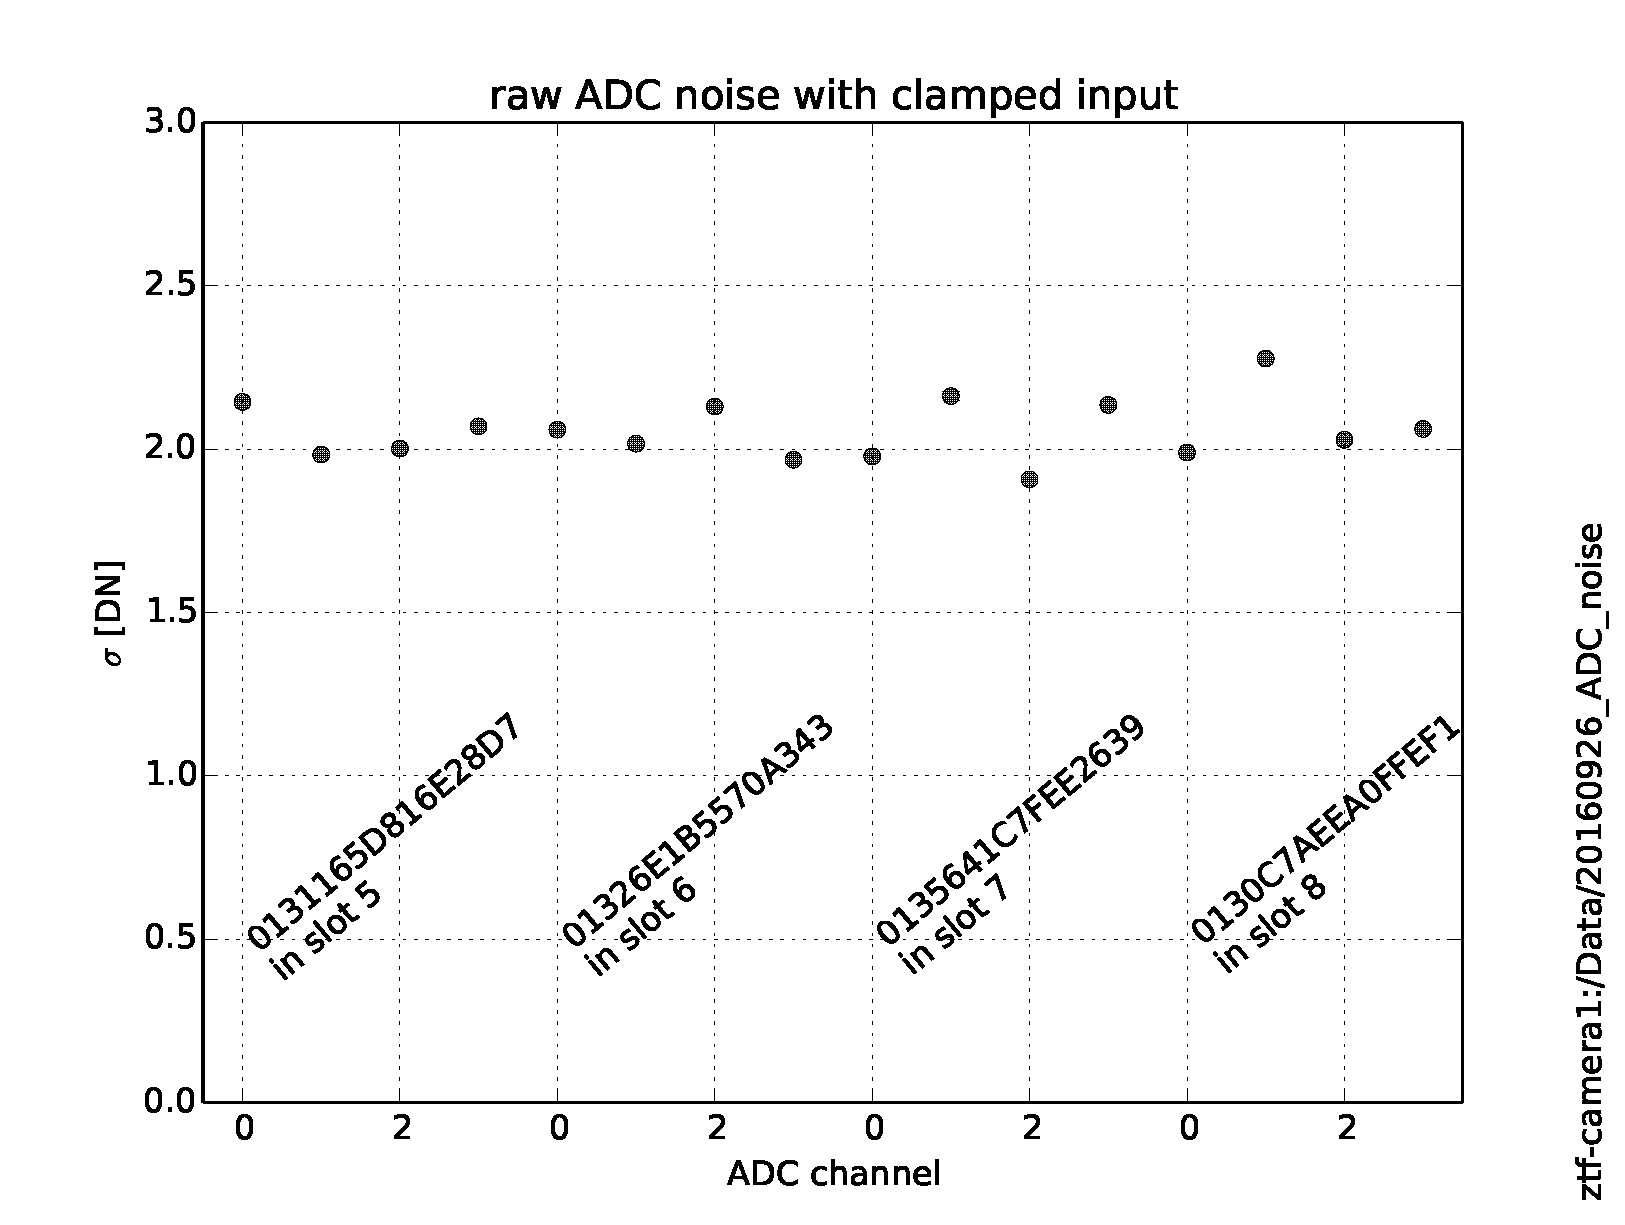 raw ADC noise with clamped input
3.0
2.5
2.0
1.5
1.0
0.5
0.0
σ [DN]
0131165D816E28D7
in slot 5
01326E1B5570A343
in slot 6
0135641C7FEE2639
in slot 7
0130C7AEEA0FFEF1
in slot 8
0 2 0 2 0 2 0 2
ADC channel
ztf-camera1:/Data/20160926_ADC_noise